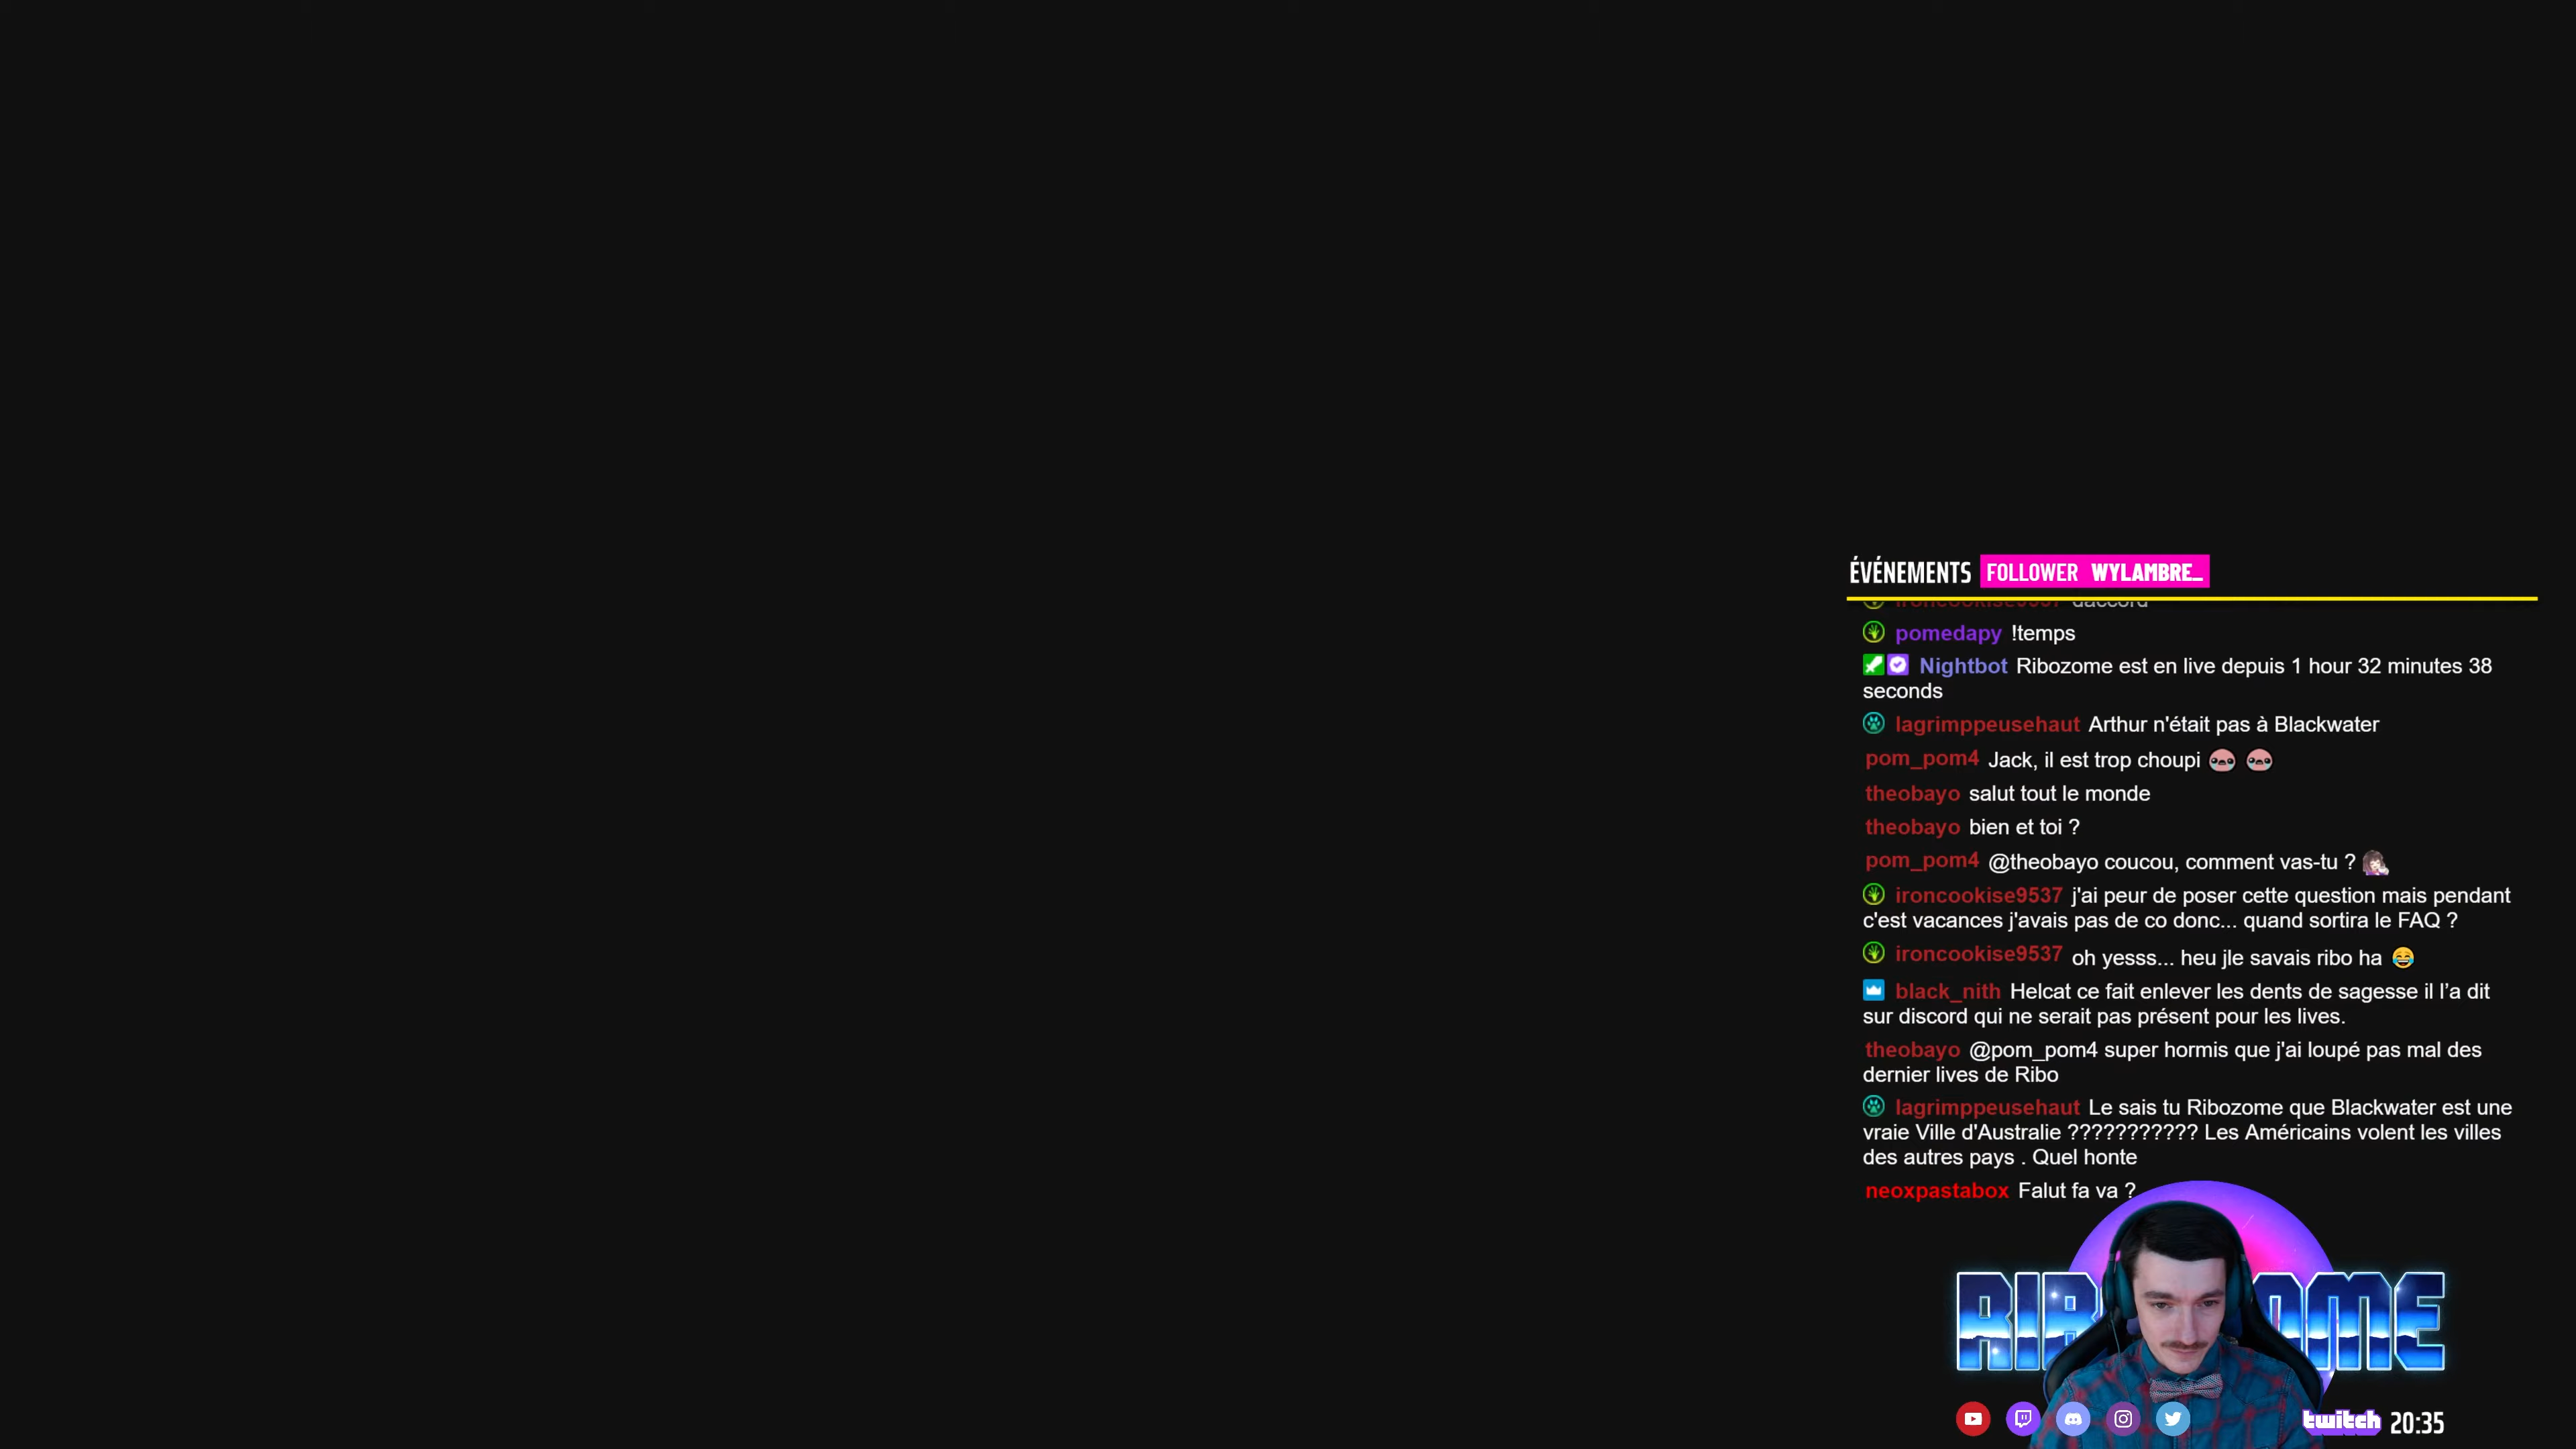 ÉVÉNEMENTS FOLLOWER WYLAMBRE_
ironcookise9537 daccord
pomedapy !temps
Nightbot Ribozome est en live depuis 1 hour 32 minutes 38
seconds
lagrimppeusehaut Arthur n'était pas à Blackwater
pom_pom4 Jack, il est trop choupi
theobayo salut tout le monde
theobayo bien et toi ?
pom_pom4 @theobayo coucou, comment vas-tu ?
ironcookise9537 j'ai peur de poser cette question mais pendant
c'est vacances j'avais pas de co donc... quand sortira le FAQ ?
ironcookise9537 oh yesss... heu jle savais ribo ha 😂
black_nith Helcat ce fait enlever les dents de sagesse il l’a dit
sur discord qui ne serait pas présent pour les lives.
theobayo @pom_pom4 super hormis que j'ai loupé pas mal des
dernier lives de Ribo
lagrimppeusehaut Le sais tu Ribozome que Blackwater est une
vraie Ville d'Australie ??????????? Les Américains volent les villes
des autres pays . Quel honte
neoxpastabox Falut fa va ?
twitch 20:35